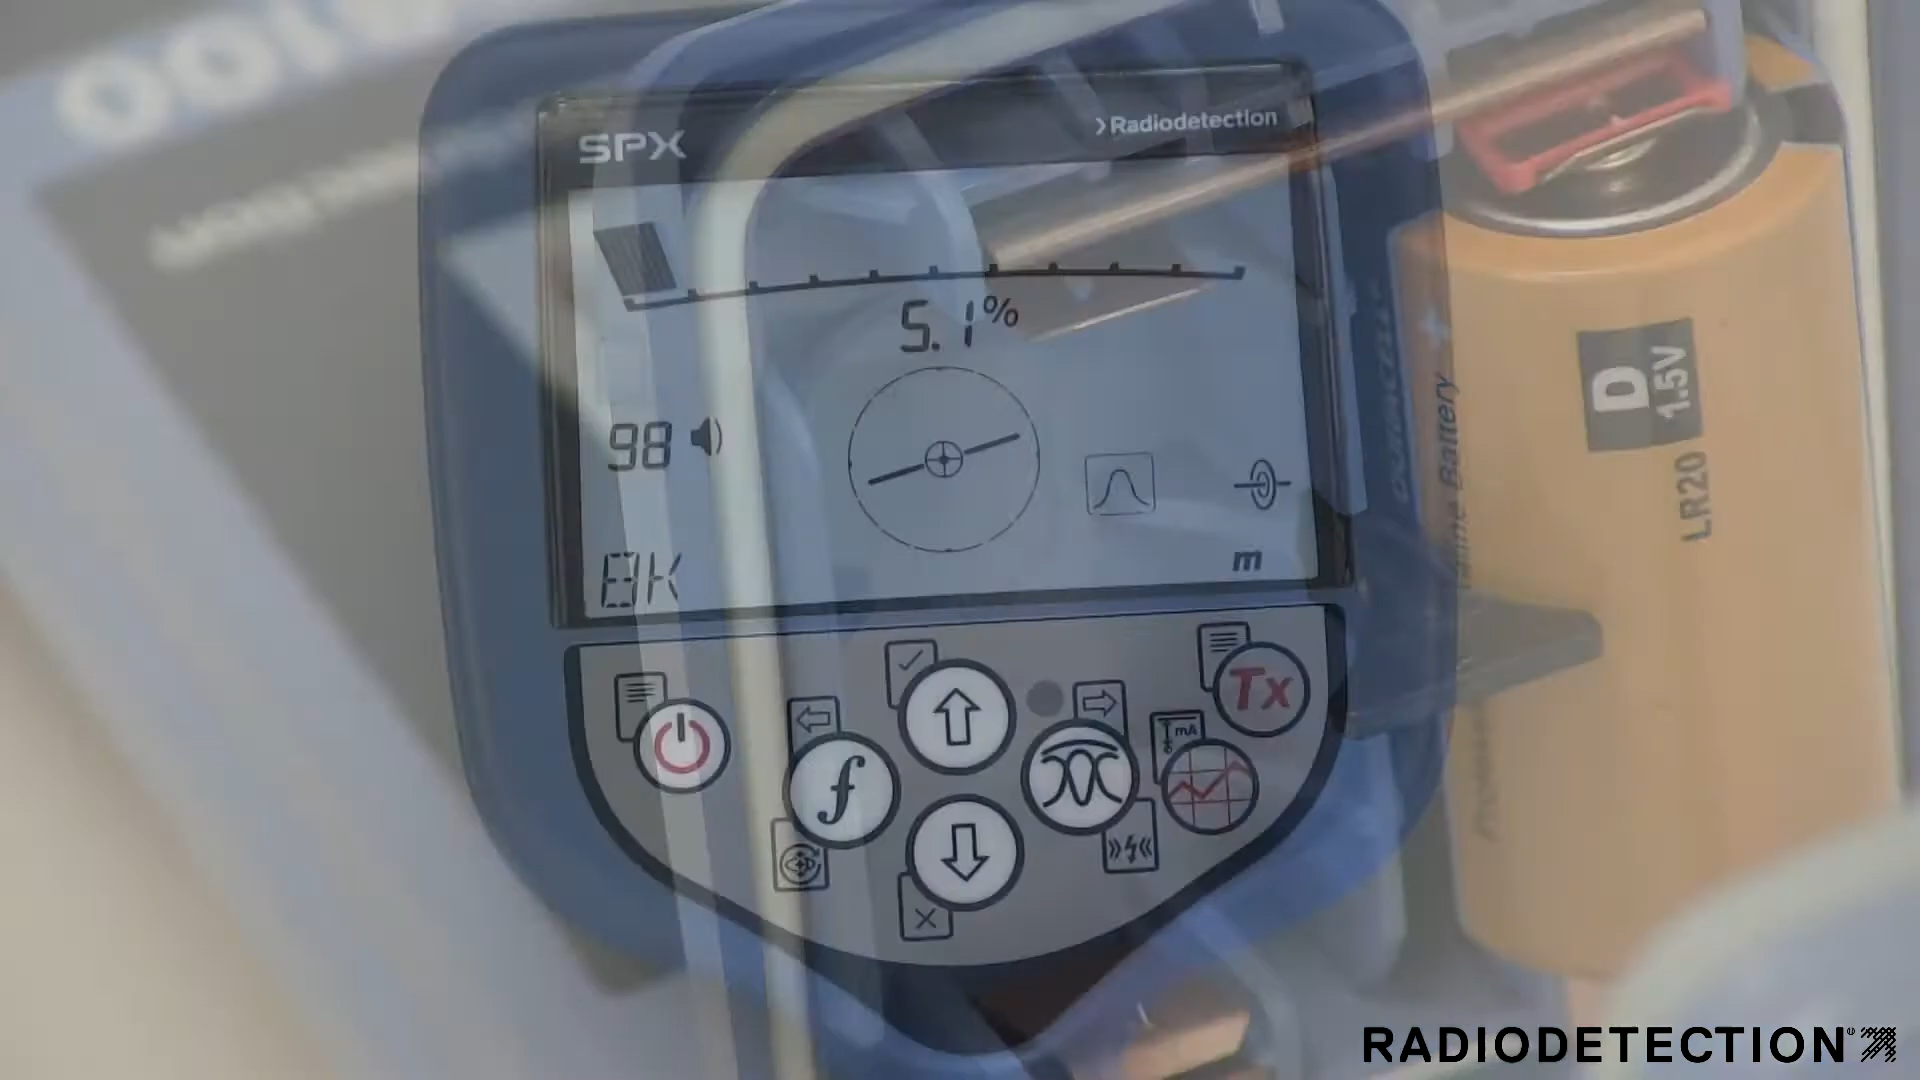 SPX
›Radiodetection
5.1%
98
8K
m
Tx
f
mA
D
1.5V
LR20
Battery
RADIODETECTION®